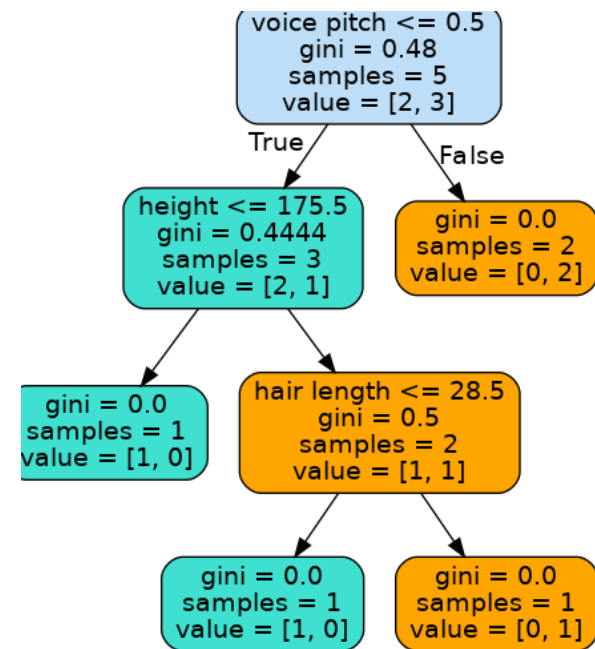 voice pitch <= 0.5
gini = 0.48
samples = 5
value = [2, 3]
True
False
height <= 175.5
gini = 0.4444
samples = 3
value = [2, 1]
gini = 0.0
samples = 2
value = [0, 2]
gini = 0.0
samples = 1
value = [1, 0]
hair length <= 28.5
gini = 0.5
samples = 2
value = [1, 1]
gini = 0.0
samples = 1
value = [1, 0]
gini = 0.0
samples = 1
value = [0, 1]